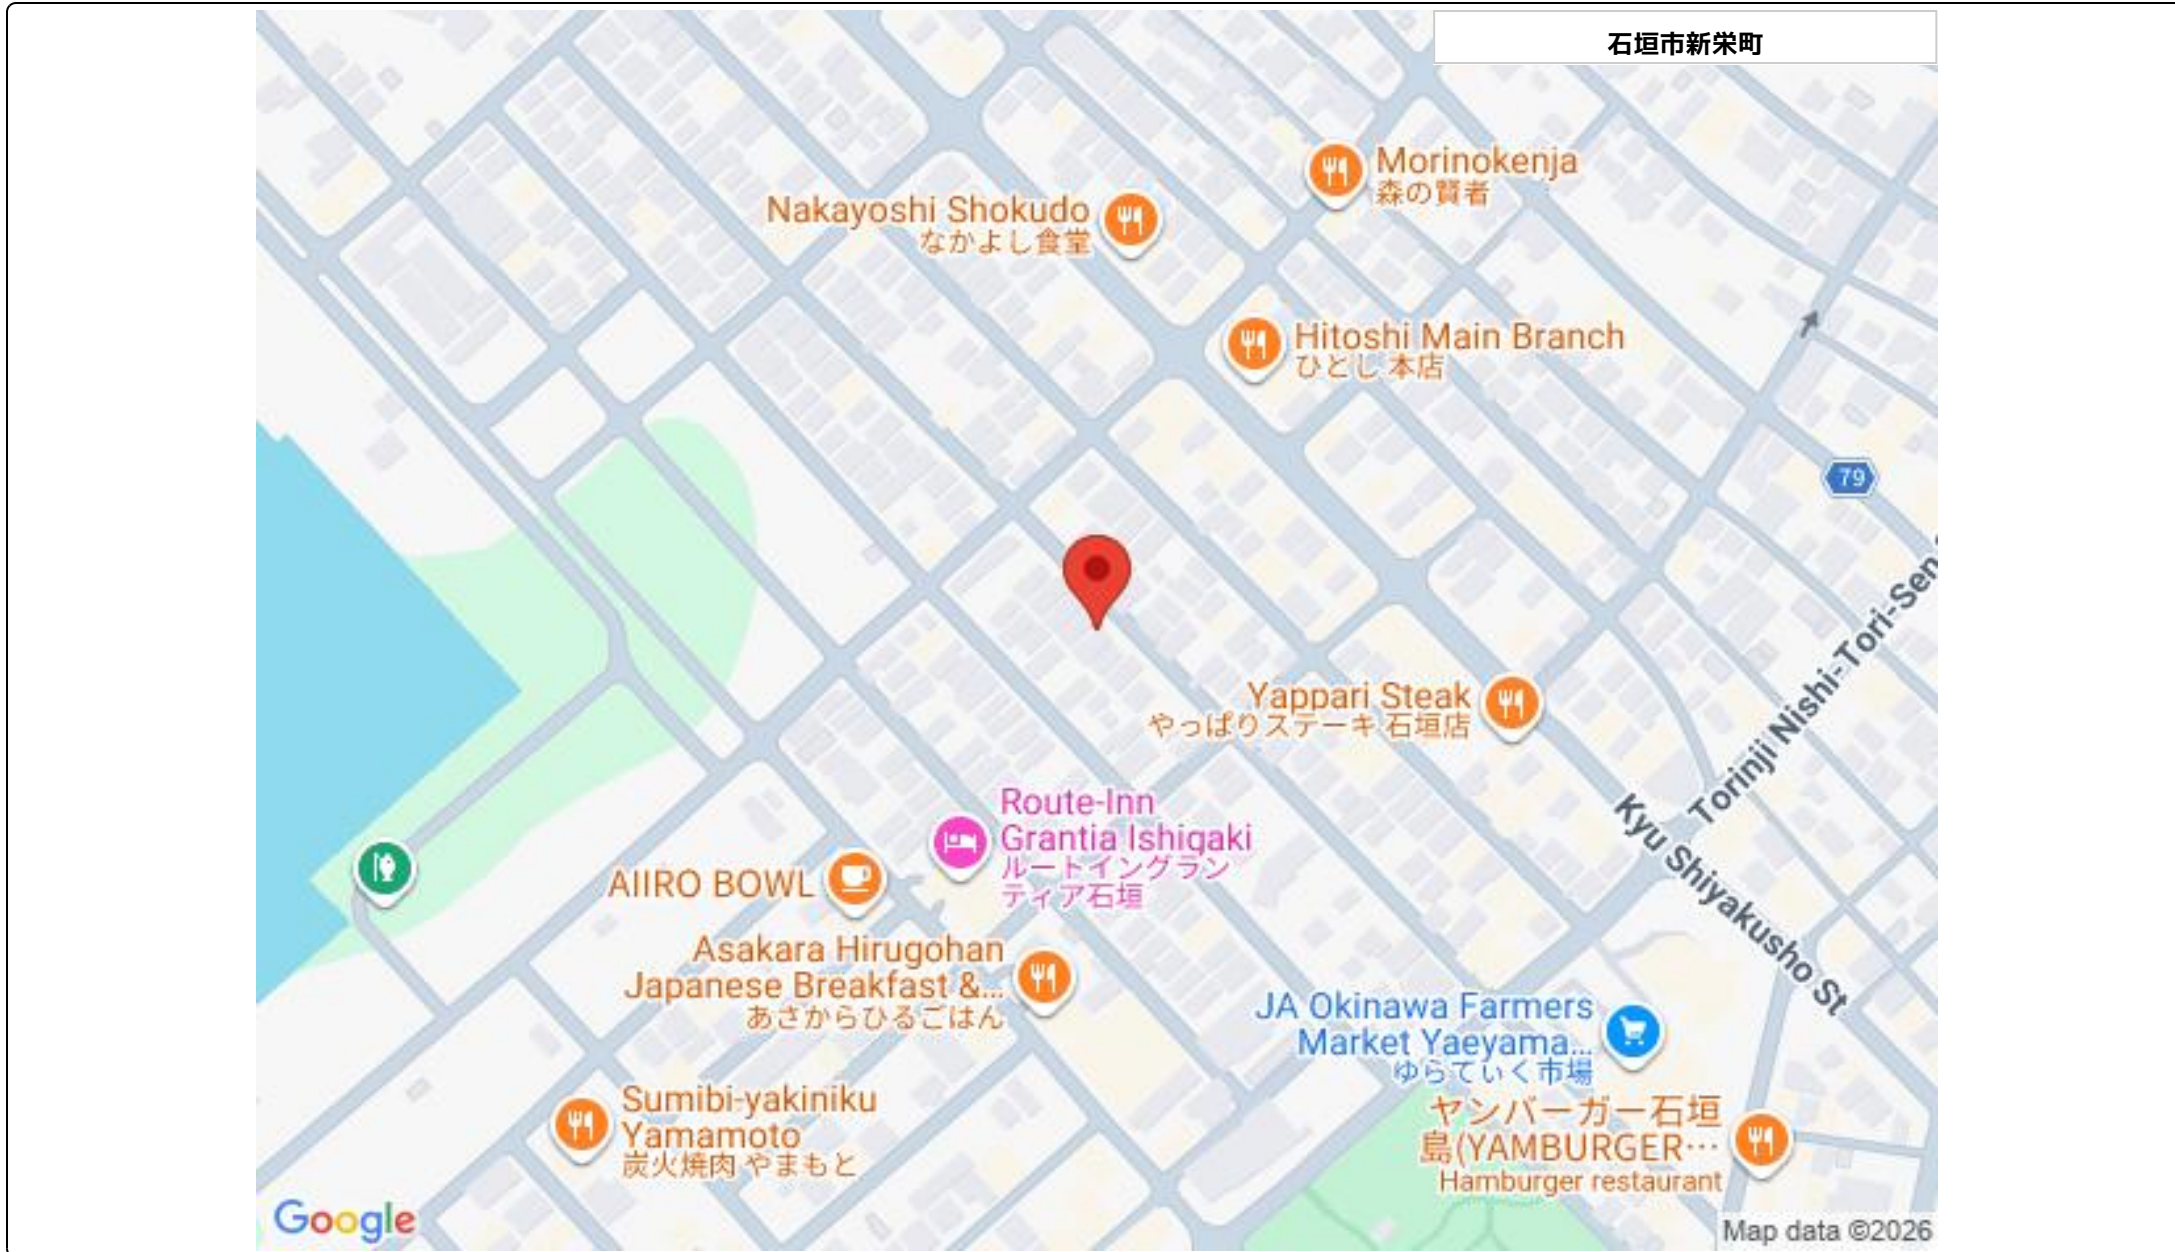 石垣市新栄町
Morinokenja
森の賢者
Nakayoshi Shokudo
なかよし食堂
Hitoshi Main Branch
ひとし 本店
79
Torinji Nishi-Tori-Sen
Yappari Steak
やっぱりステーキ 石垣店
Kyu Shiyakusho St
Route-Inn
Grantia Ishigaki
ルートイングラン
ティア石垣
AIIRO BOWL
Asakara Hirugohan
Japanese Breakfast &...
あさからひるごはん
JA Okinawa Farmers
Market Yaeyama...
ゆらてぃく市場
Sumibi-yakiniku
Yamamoto
炭火焼肉 やまもと
ヤンバーガー石垣
島(YAMBURGER…
Hamburger restaurant
Google
Map data ©2026